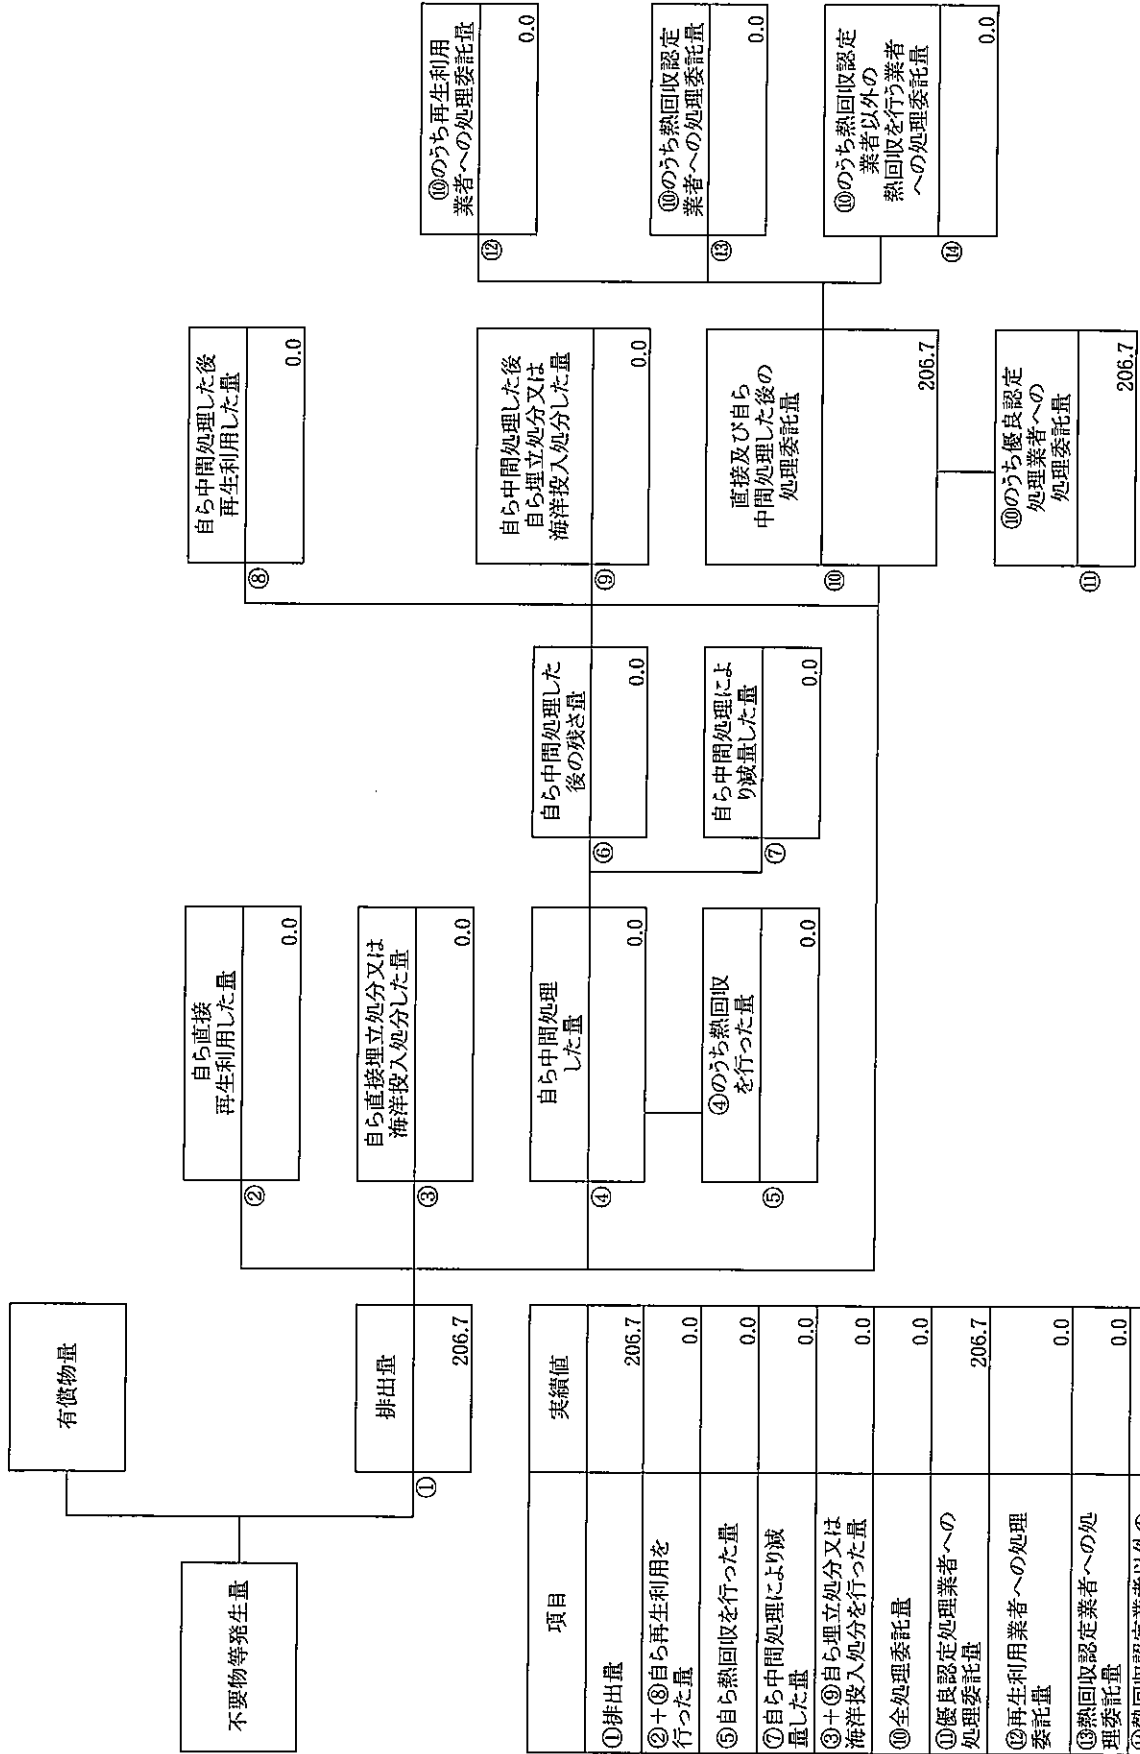 不要物等発生量
有償物量
排出量
①
206.7
自ら直接
再生利用した量
②
0.0
自ら直接埋立処分又は
海洋投入処分した量
③
0.0
自ら中間処理
した量
④
0.0
④のうち熱回収
を行った量
⑤
0.0
自ら中間処理した
後の残さ量
⑥
0.0
自ら中間処理によ
り減量した量
⑦
0.0
自ら中間処理した後
再生利用した量
⑧
0.0
自ら中間処理した後
自ら埋立処分又は
海洋投入処分した量
⑨
0.0
直接及び自ら
中間処理した後の
処理委託量
⑩
206.7
⑩のうち優良認定
処理業者への
処理委託量
⑪
206.7
⑩のうち再生利用
業者への処理委託量
⑫
0.0
⑩のうち熱回収認定
業者への処理委託量
⑬
0.0
⑩のうち熱回収認定
業者以外の
熱回収を行う業者
への処理委託量
⑭
0.0
項目 実績値
①排出量 206.7
②+⑧自ら再生利用を
行った量 0.0
⑤自ら熱回収を行った量 0.0
⑦自ら中間処理により減
量した量 0.0
③+⑨自ら埋立処分又は
海洋投入処分を行った量 0.0
⑩全処理委託量 0.0
⑪優良認定処理業者への
処理委託量 206.7
⑫再生利用業者への処理
委託量 0.0
⑬熱回収認定業者への処
理委託量 0.0